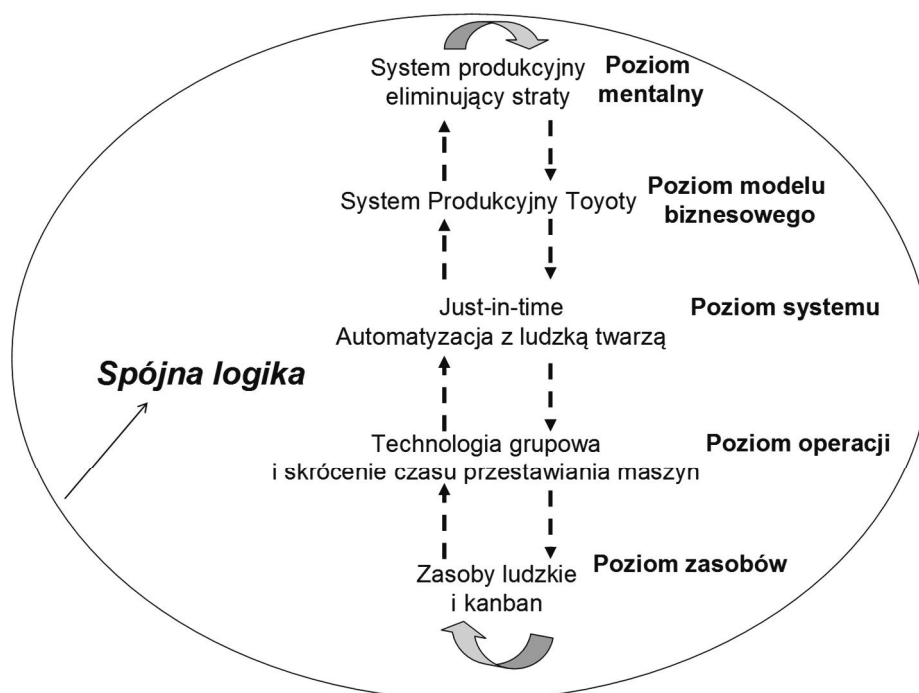 System produkcyjny
eliminujący straty
Poziom
mentalny
System Produkcyjny Toyoty
Poziom modelu
biznesowego
Just-in-time
Automatyzacja z ludzką twarzą
Poziom systemu
Spójna logika
Technologia grupowa
i skrócenie czasu przestawiania maszyn
Poziom operacji
Zasoby ludzkie
i kanban
Poziom zasobów